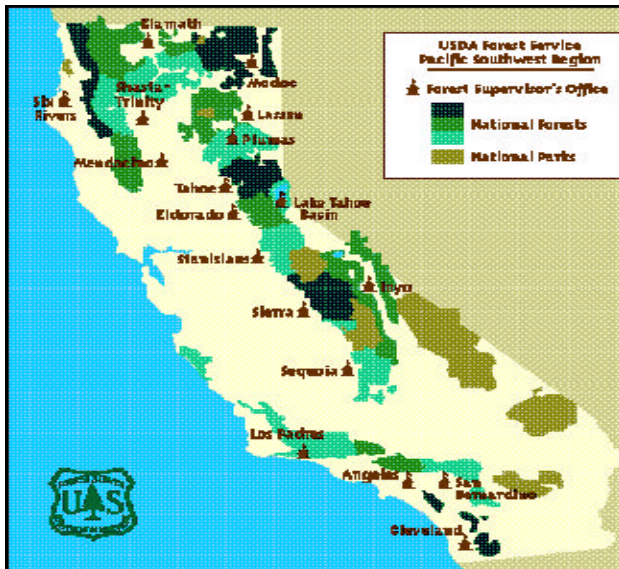 Klamath
USDA Forest Service
Pacific Southwest Region
Forest Supervisor's Office
National Forests
National Parks
Modoc
Shasta-
Trinity
Six
Rivers
Lassen
Plumas
Mendocino
Tahoe
Lake Tahoe
Basin
Eldorado
Stanislaus
Inyo
Sierra
Sequoia
Los Padres
Angeles
San
Bernardino
Cleveland
US